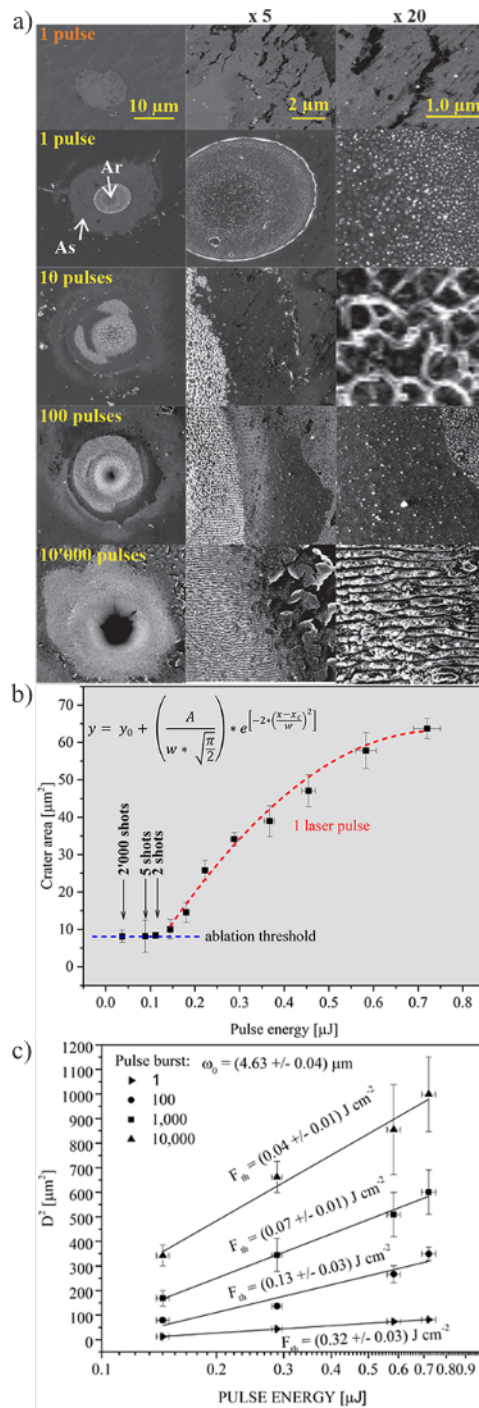 a)
x 5
x 20
1 pulse
10 µm
2 µm
1.0 µm
1 pulse
Ar
As
10 pulses
100 pulses
10'000 pulses
b)
y = y₀ + (A / (w * √(π/2))) * e^[-2*((x-x_c)/w)²]
70
60
50
40
30
20
10
0
Crater area [µm²]
2'000 shots
5 shots
2 shots
1 laser pulse
ablation threshold
0.0 0.1 0.2 0.3 0.4 0.5 0.6 0.7 0.8
Pulse energy [µJ]
c)
1200
1100
1000
900
800
700
600
500
400
300
200
100
0
D² [µm²]
Pulse burst:
ω₀ = (4.63 +/- 0.04) µm
1
100
1,000
10,000
F_th = (0.04 +/- 0.01) J cm⁻²
F_th = (0.07 +/- 0.01) J cm⁻²
F_th = (0.13 +/- 0.03) J cm⁻²
F_th = (0.32 +/- 0.03) J cm⁻²
0.1 0.2 0.3 0.4 0.5 0.6 0.7 0.8 0.9
PULSE ENERGY [µJ]